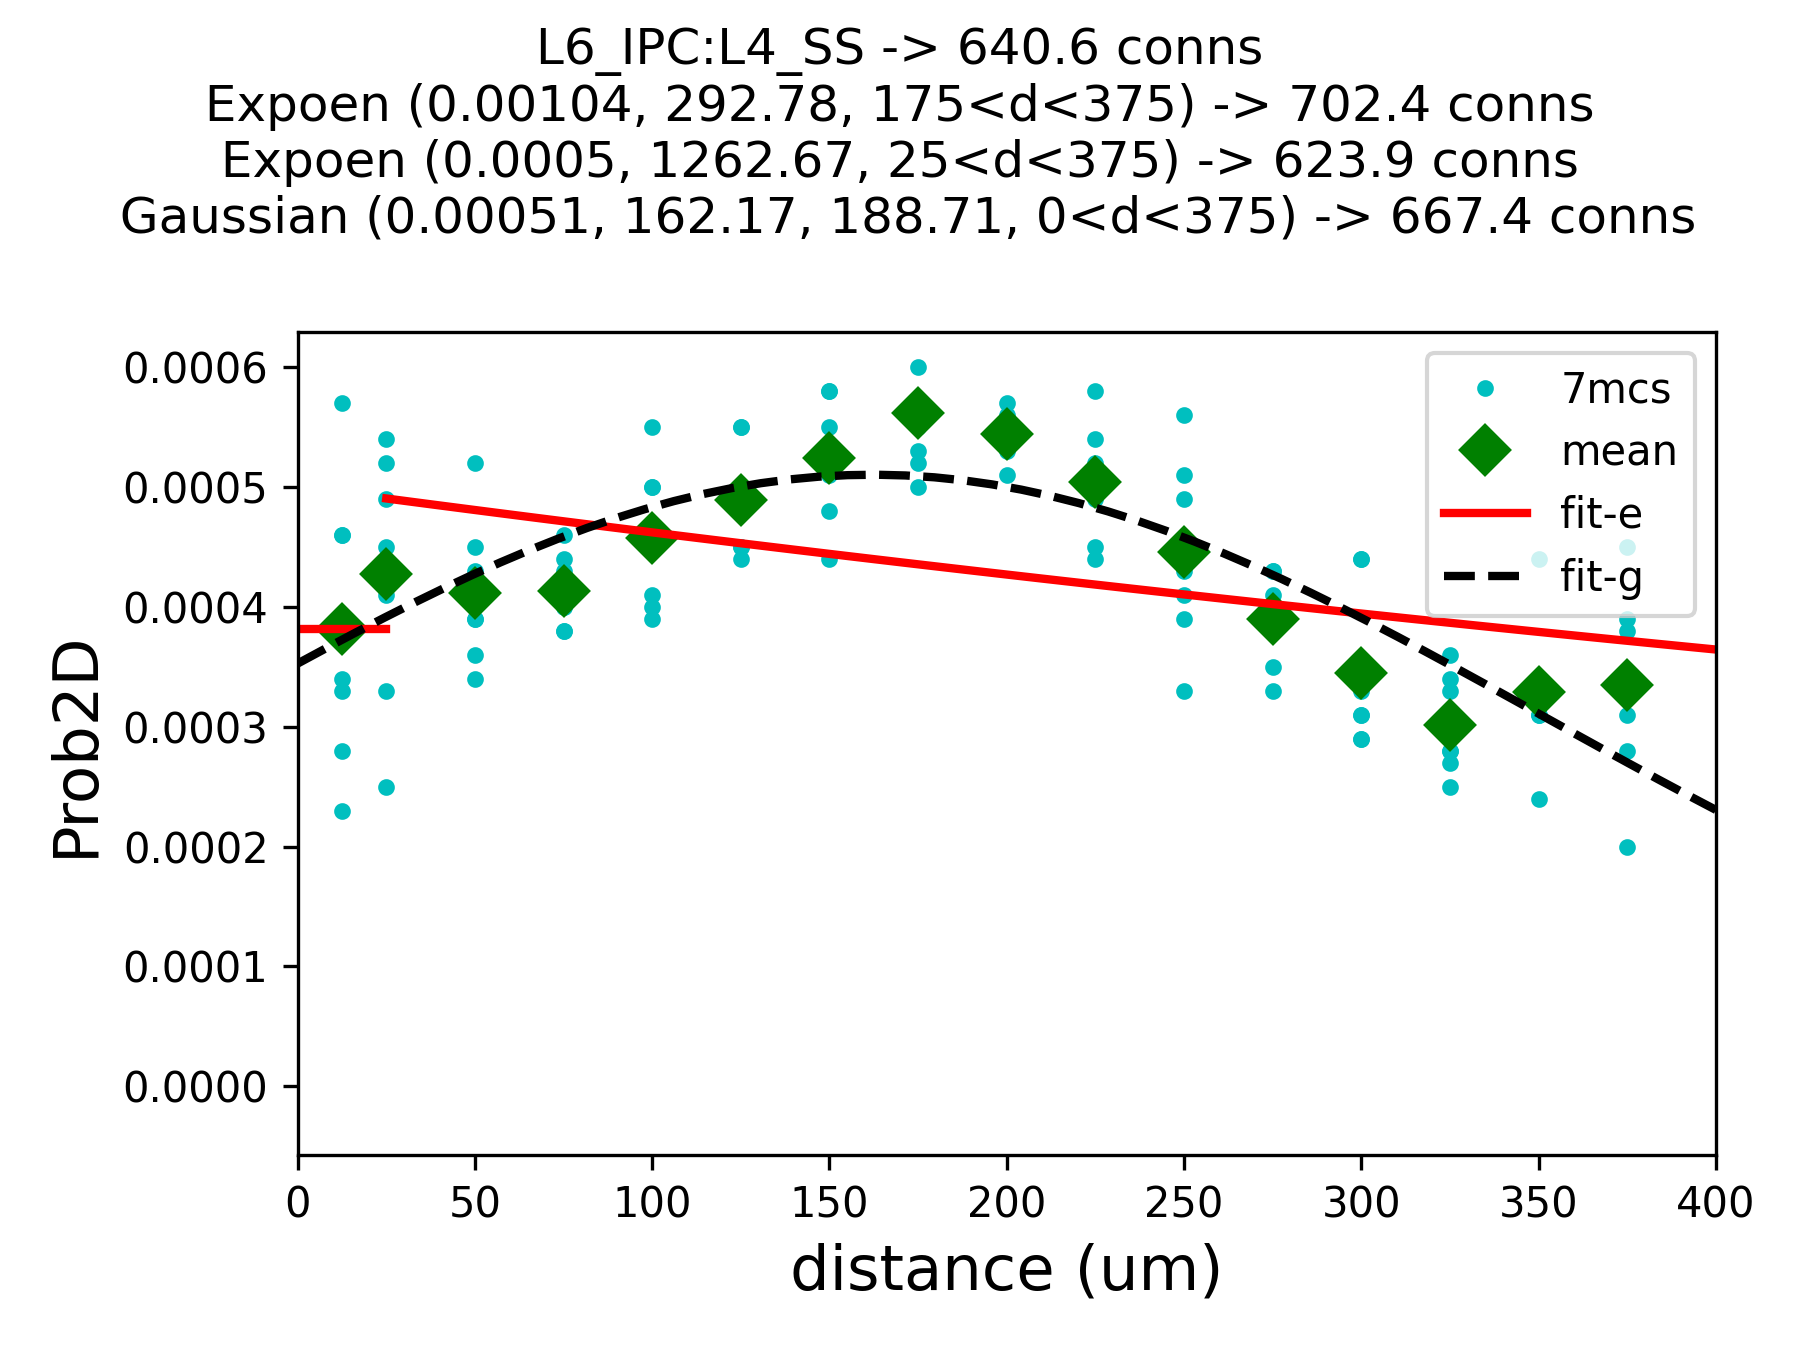 L6_IPC:L4_SS -> 640.6 conns
Expoen (0.00104, 292.78, 175<d<375) -> 702.4 conns
Expoen (0.0005, 1262.67, 25<d<375) -> 623.9 conns
Gaussian (0.00051, 162.17, 188.71, 0<d<375) -> 667.4 conns
7mcs
mean
fit-e
fit-g
Prob2D
0.0006
0.0005
0.0004
0.0003
0.0002
0.0001
0.0000
0 50 100 150 200 250 300 350 400
distance (um)